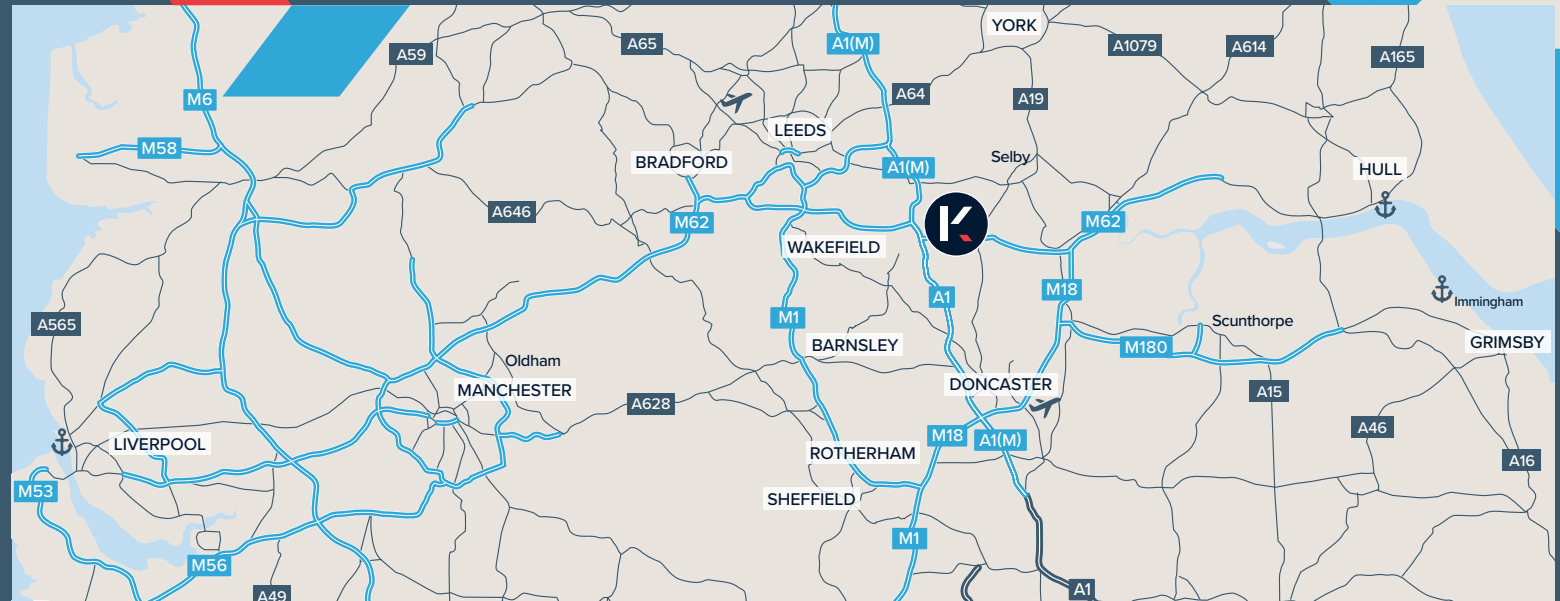 YORK
A1(M)
A65
A1079
A614
A59
A165
A64
M6
A19
LEEDS
M58
Selby
BRADFORD
A1(M)
HULL
A646
M62
K
M62
WAKEFIELD
M18
A1
Immingham
M1
A565
Scunthorpe
GRIMSBY
BARNSLEY
M180
Oldham
DONCASTER
MANCHESTER
A15
A628
A46
M18
A1(M)
LIVERPOOL
ROTHERHAM
A16
M53
SHEFFIELD
M1
M56
A1
A49